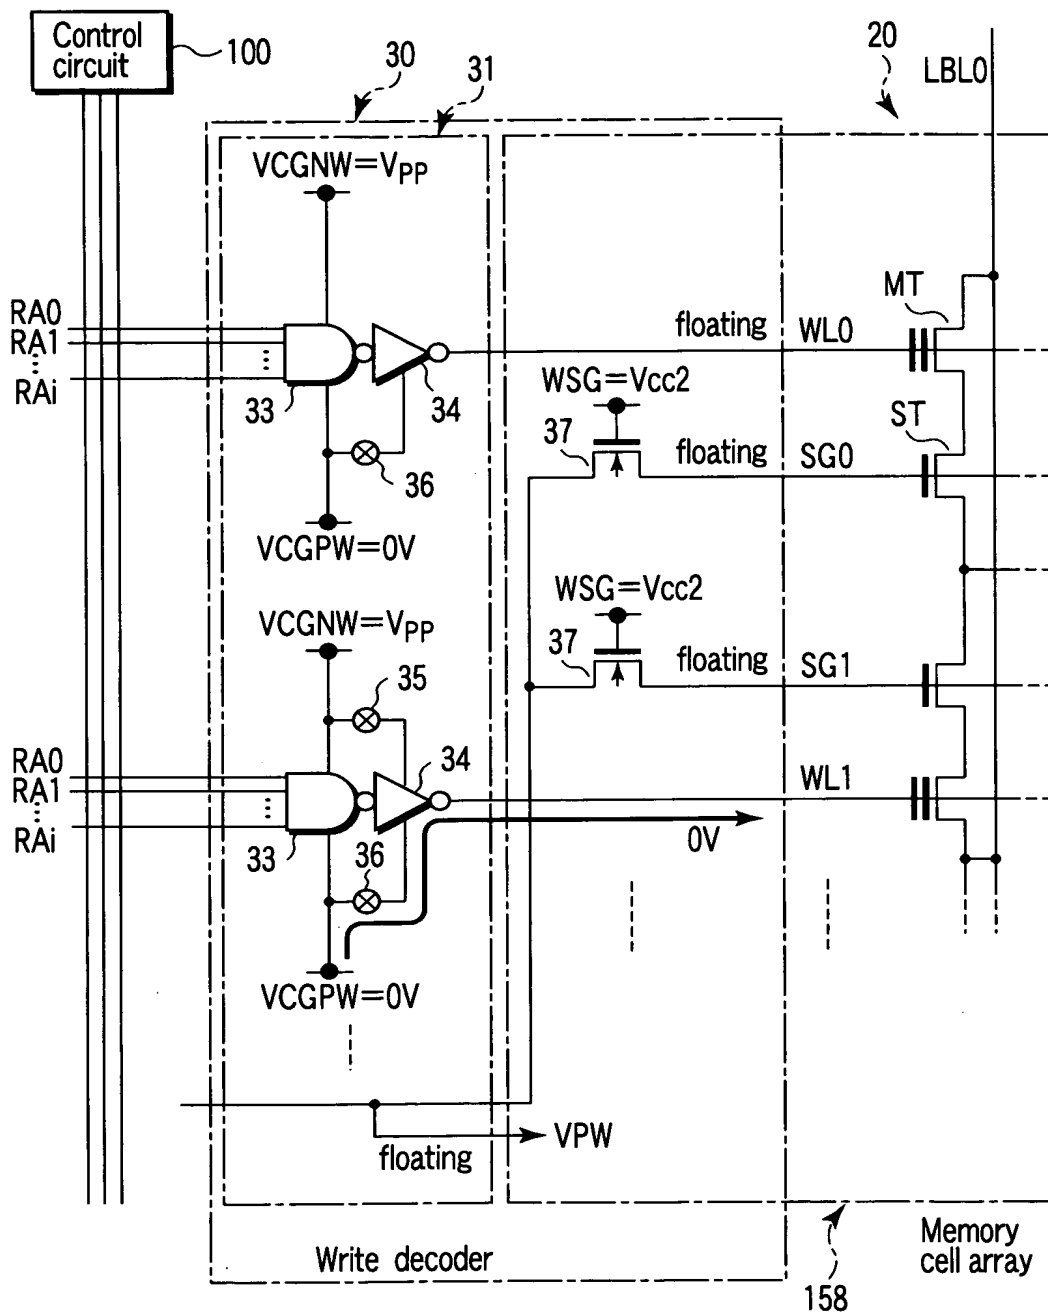 Control
circuit
100
30
31
20
LBL0
VCGNW=VPP
RA0
RA1
RAi
33
34
36
floating
WL0
MT
WSG=Vcc2
37
floating
SG0
ST
VCGPW=0V
VCGNW=VPP
WSG=Vcc2
37
floating
SG1
35
RA0
RA1
RAi
33
34
WL1
36
0V
VCGPW=0V
VPW
floating
Write decoder
Memory
cell array
158